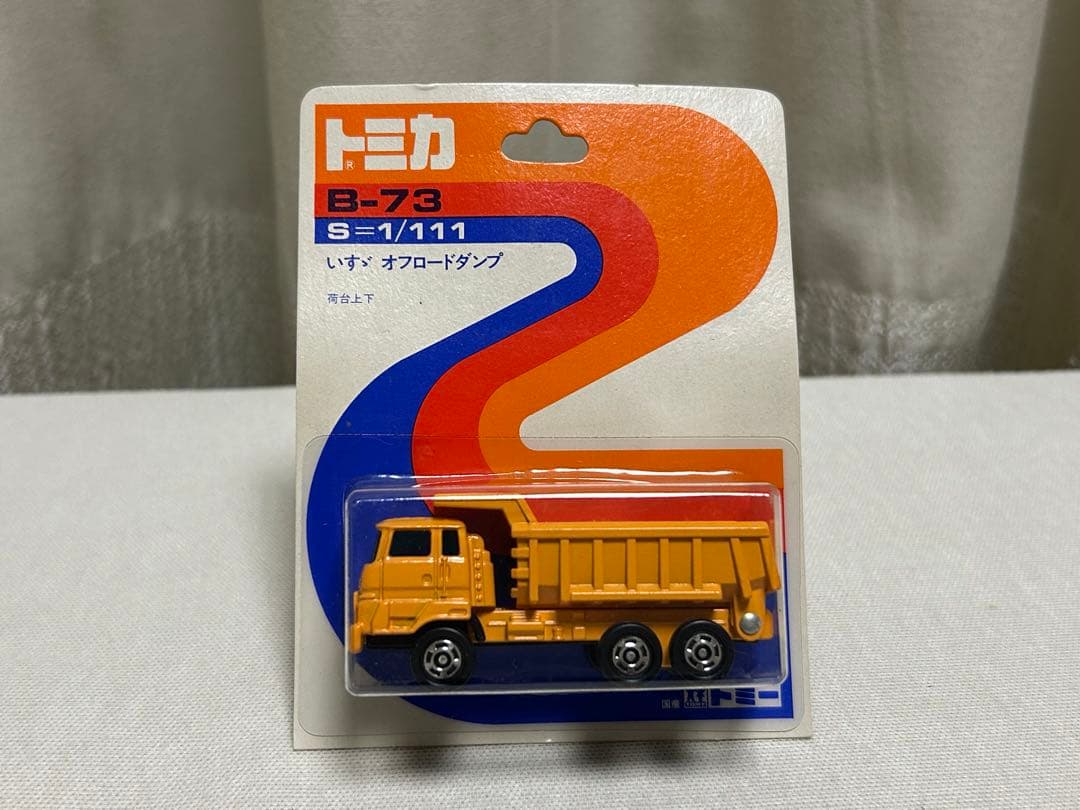 トミカ
®
B-73
S=1/111
いすゞ オフロードダンプ
荷台上下
国産 TOMY トミー